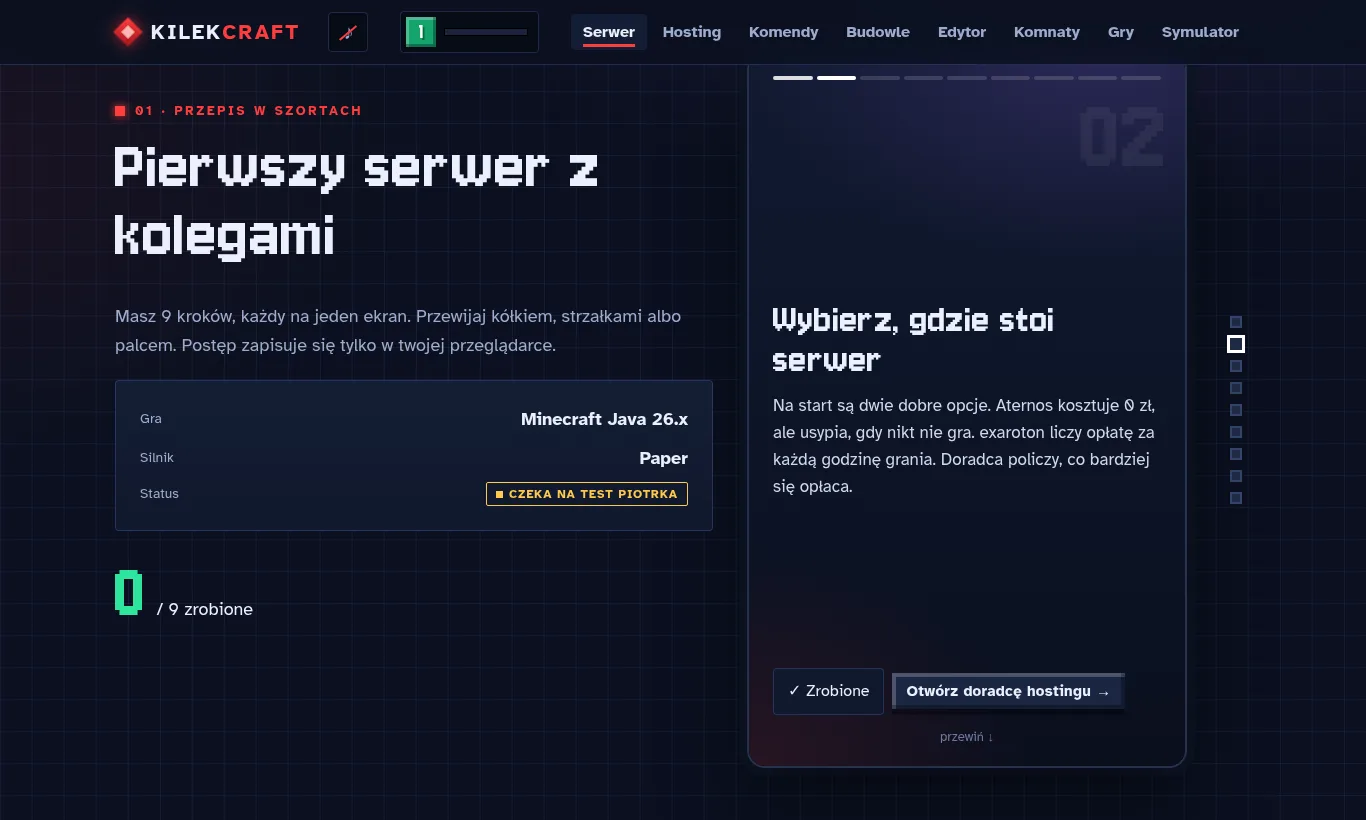 KILEKCRAFT
1
Serwer
Hosting
Komendy
Budowle
Edytor
Komnaty
Gry
Symulator
01 · PRZEPIS W SZORTACH
Pierwszy serwer z
kolegami
Masz 9 kroków, każdy na jeden ekran. Przewijaj kółkiem, strzałkami albo
palcem. Postęp zapisuje się tylko w twojej przeglądarce.
Gra
Minecraft Java 26.x
Silnik
Paper
Status
CZEKA NA TEST PIOTRKA
0 / 9 zrobione
02
Wybierz, gdzie stoi
serwer
Na start są dwie dobre opcje. Aternos kosztuje 0 zł,
ale usypia, gdy nikt nie gra. exaroton liczy opłatę za
każdą godzinę grania. Doradca policzy, co bardziej
się opłaca.
✓ Zrobione
Otwórz doradcę hostingu →
przewiń ↓